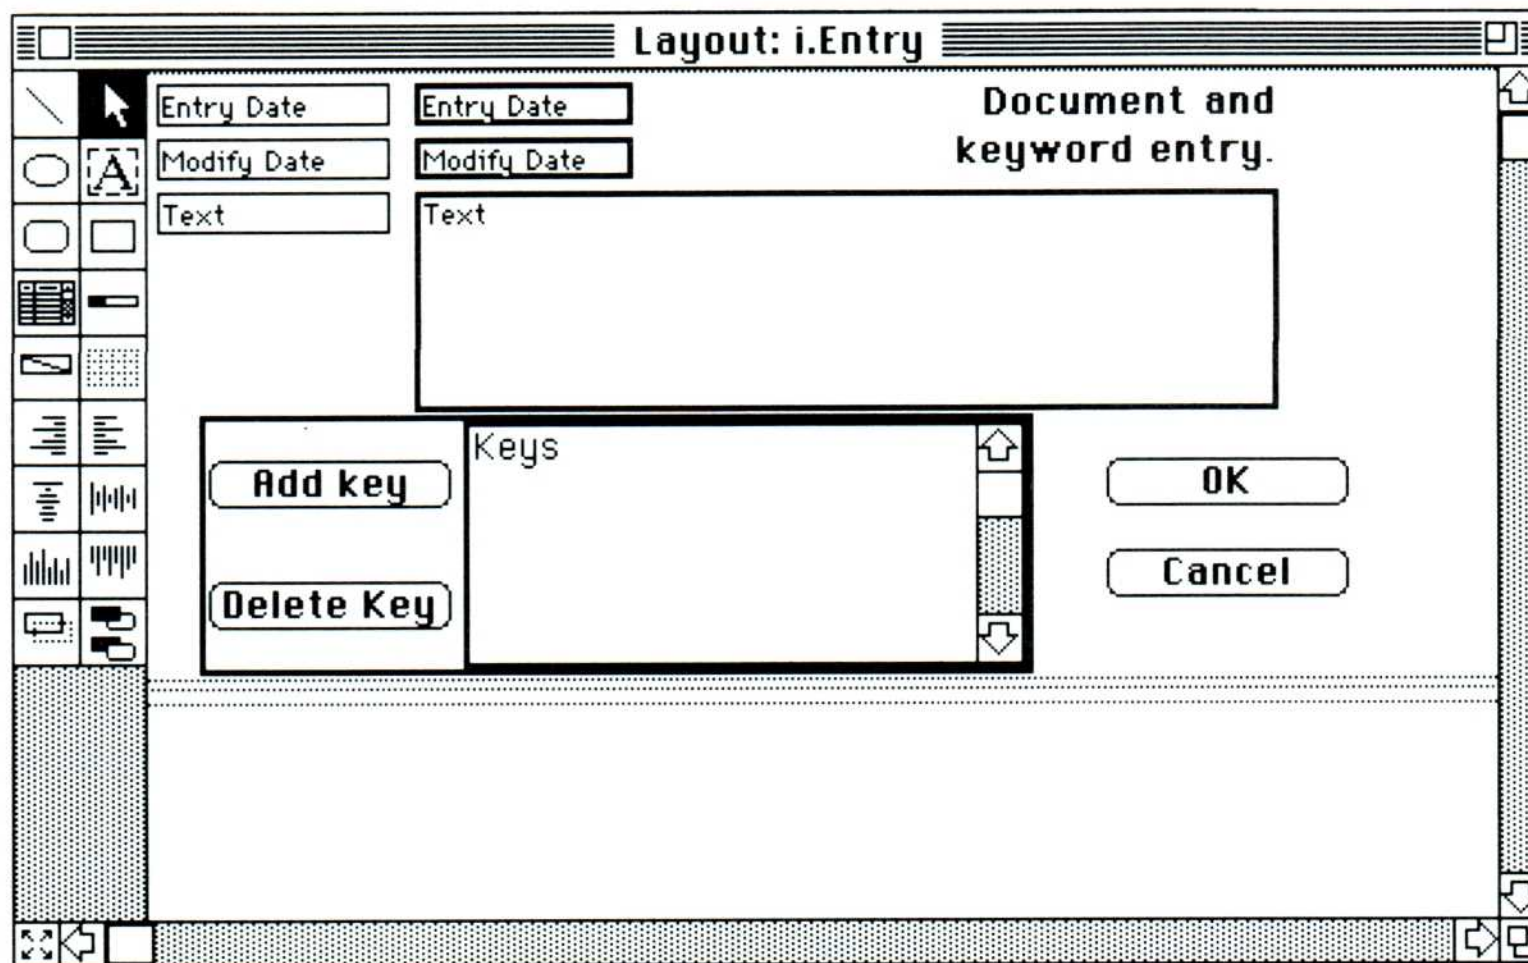 Layout: i.Entry
Entry Date
Entry Date
Document and
keyword entry.
Modify Date
Modify Date
A
Text
Text
Keys
Add key
OK
Cancel
Delete Key